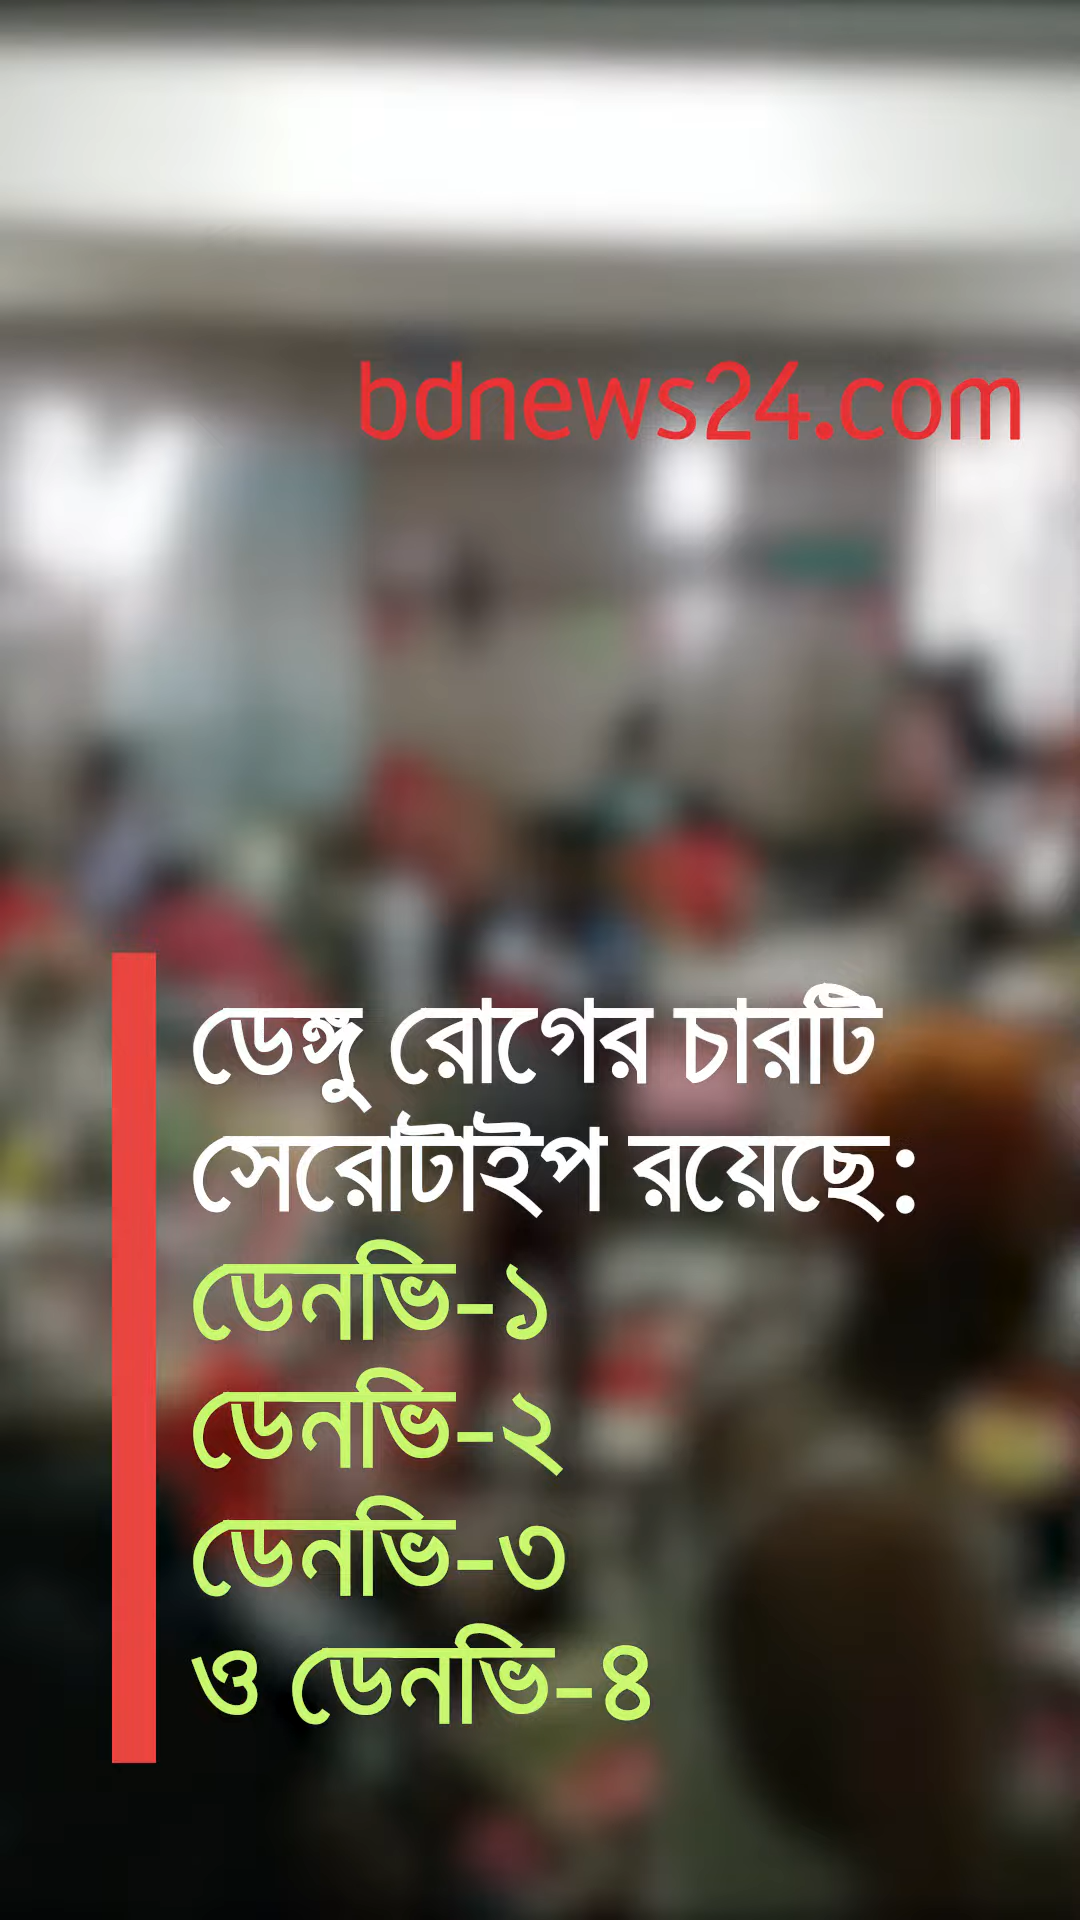 bdnews24.com
ডেঙ্গু রোগের চারটি
সেরোটাইপ রয়েছে:
ডেনভি-১
ডেনভি-২
ডেনভি-৩
ও ডেনভি-৪